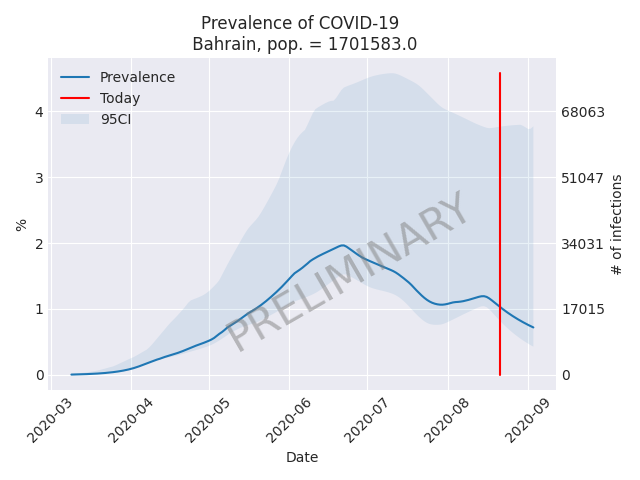 Prevalence of COVID-19
Bahrain, pop. = 1701583.0
Prevalence
Today
95CI
4
3
2
1
0
%
68063
51047
34031
17015
0
# of infections
PRELIMINARY
2020-03
2020-04
2020-05
2020-06
2020-07
2020-08
2020-09
Date